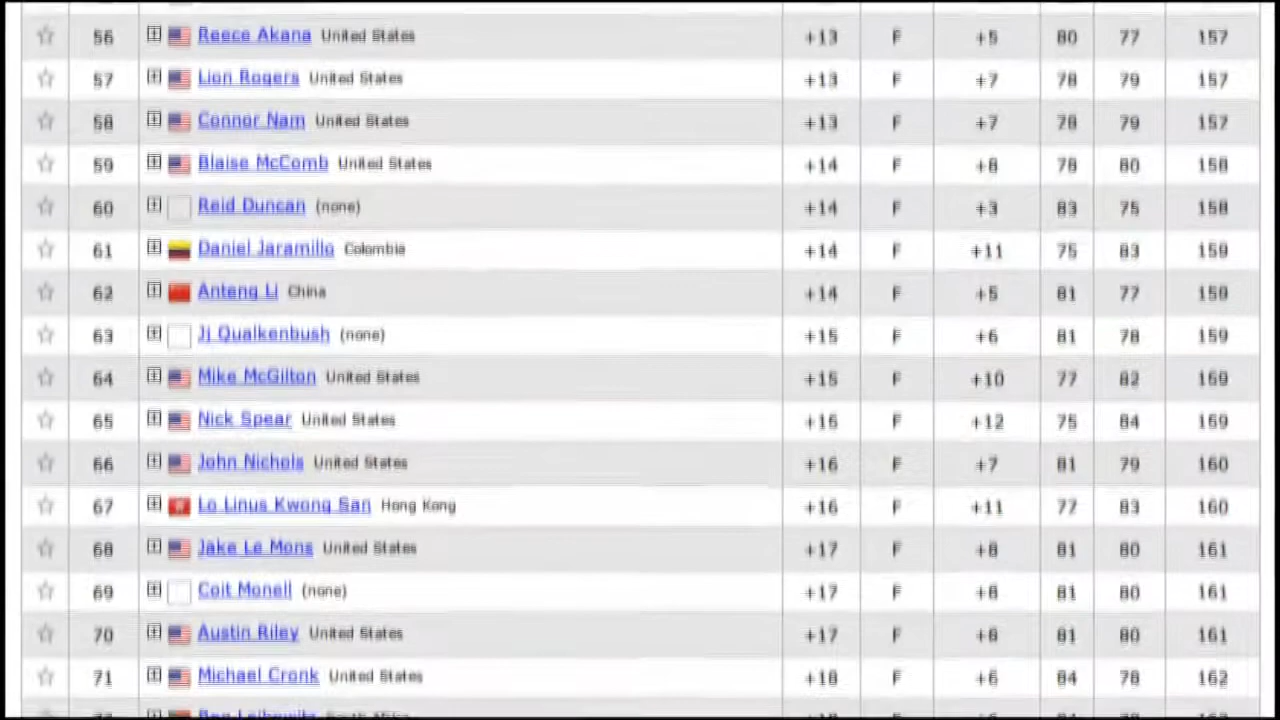 56 Reece Akana United States +13 F +5 80 77 157
57 Lion Rogers United States +13 F +7 78 79 157
58 Connor Nam United States +13 F +7 78 79 157
59 Blaise McComb United States +14 F +8 78 80 158
60 Reid Duncan (none) +14 F +3 83 75 158
61 Daniel Jaramillo Colombia +14 F +11 75 83 158
62 Anteng Li China +14 F +5 81 77 158
63 Jj Qualkenbush (none) +15 F +6 81 78 159
64 Mike McGilton United States +15 F +10 77 82 159
65 Nick Spear United States +15 F +12 75 84 159
66 John Nichols United States +16 F +7 81 79 160
67 Lo Linus Kwong San Hong Kong +16 F +11 77 83 160
68 Jake Le Mons United States +17 F +8 81 80 161
69 Coit Monell (none) +17 F +8 81 80 161
70 Austin Riley United States +17 F +8 81 80 161
71 Michael Cronk United States +18 F +6 84 78 162